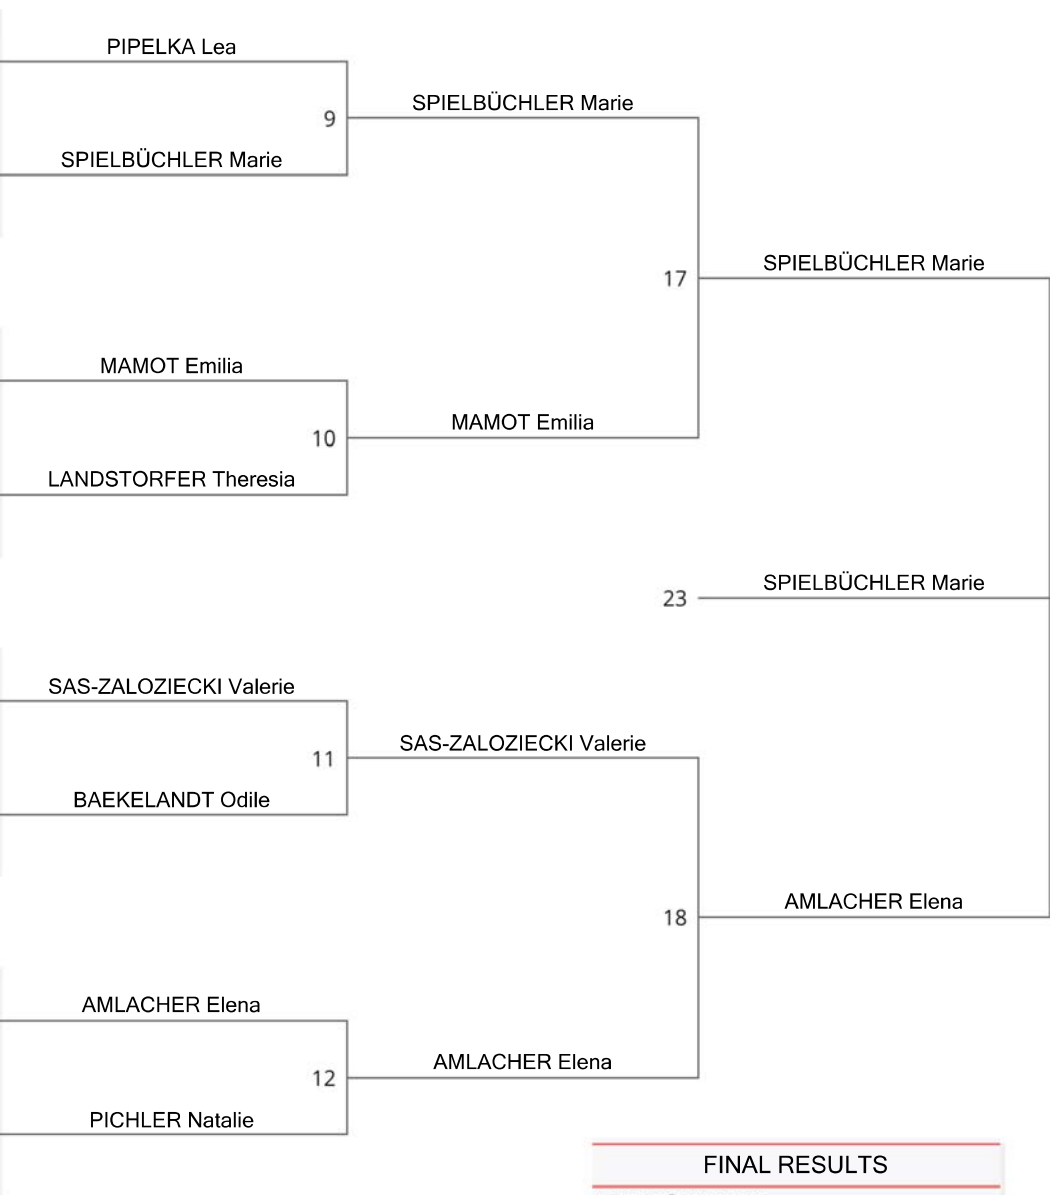 PIPELKA Lea
SPIELBÜCHLER Marie
9
SPIELBÜCHLER Marie
SPIELBÜCHLER Marie
17
MAMOT Emilia
MAMOT Emilia
10
LANDSTORFER Theresia
SPIELBÜCHLER Marie
23
SAS-ZALOZIECKI Valerie
SAS-ZALOZIECKI Valerie
11
BAEKELANDT Odile
AMLACHER Elena
18
AMLACHER Elena
AMLACHER Elena
12
PICHLER Natalie
FINAL RESULTS